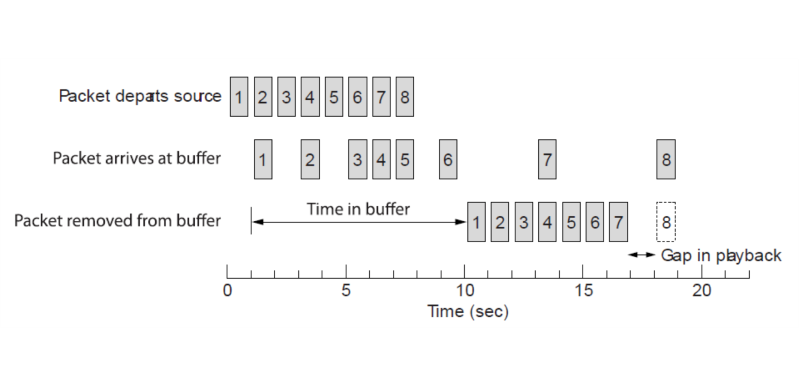 Packet departs source 1 2 3 4 5 6 7 8
Packet arrives at buffer 1 2 3 4 5 6 7 8
Time in buffer
Packet removed from buffer 1 2 3 4 5 6 7 8
Gap in playback
0 5 10 15 20
Time (sec)